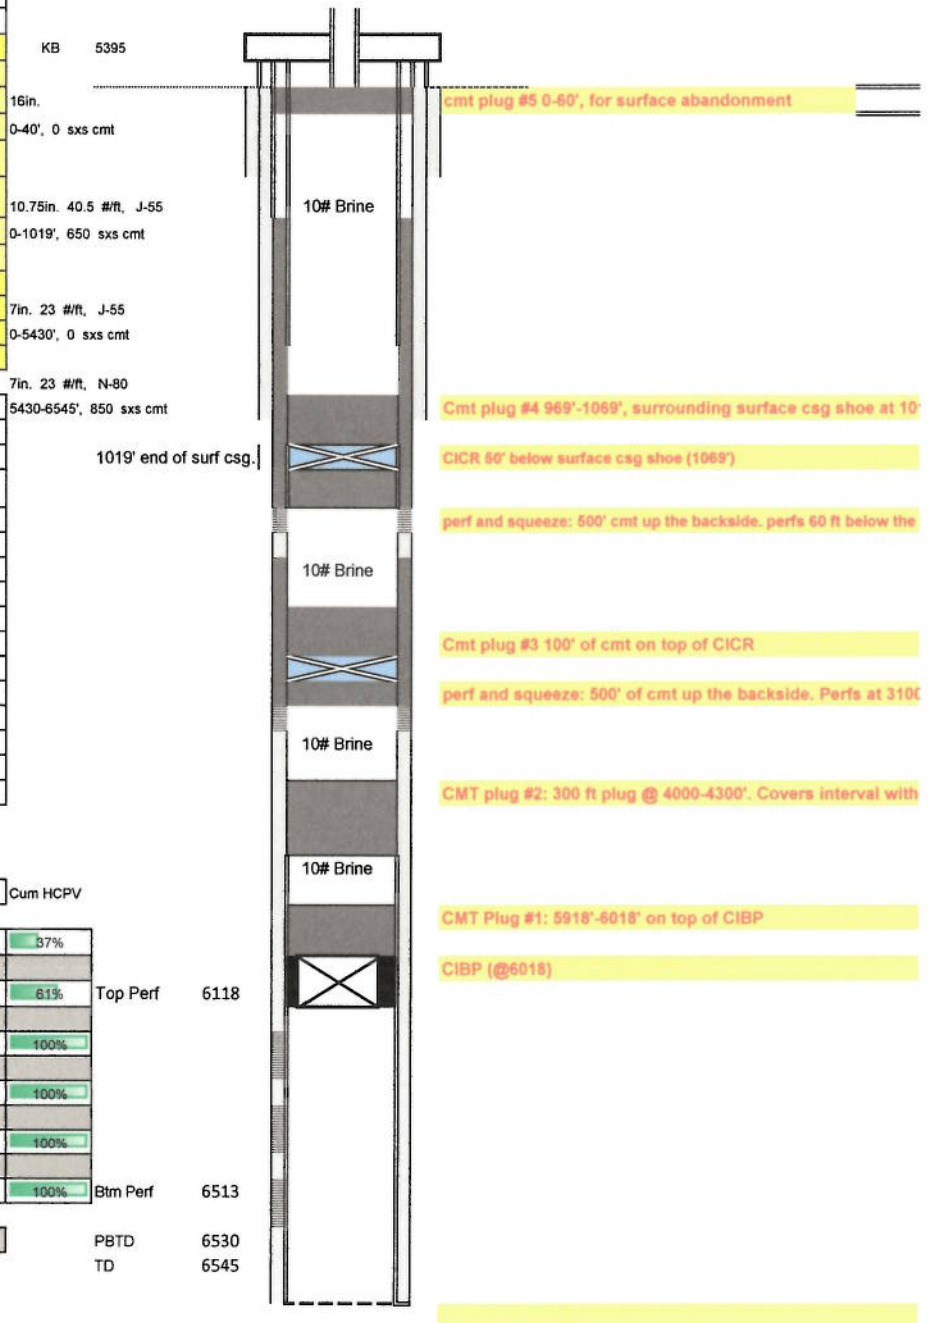 KB 5395
16in.
cmt plug #5 0-60', for surface abandonment
0-40', 0 sxs cmt
10.75in. 40.5 #/ft, J-55
10# Brine
0-1019', 650 sxs cmt
7in. 23 #/ft, J-55
0-5430', 0 sxs cmt
7in. 23 #/ft, N-80
5430-6545', 850 sxs cmt
Cmt plug #4 969'-1069', surrounding surface csg shoe at 10
1019' end of surf csg.
CICR 50' below surface csg shoe (1069')
perf and squeeze: 500' cmt up the backside. perfs 60 ft below the
10# Brine
Cmt plug #3 100' of cmt on top of CICR
perf and squeeze: 500' of cmt up the backside. Perfs at 3100
10# Brine
CMT plug #2: 300 ft plug @ 4000-4300'. Covers interval with
10# Brine
Cum HCPV
CMT Plug #1: 5918'-6018' on top of CIBP
37%
CIBP (@6018)
61% Top Perf 6118
100%
100%
100%
100% Btm Perf 6513
PBTD 6530
TD 6545